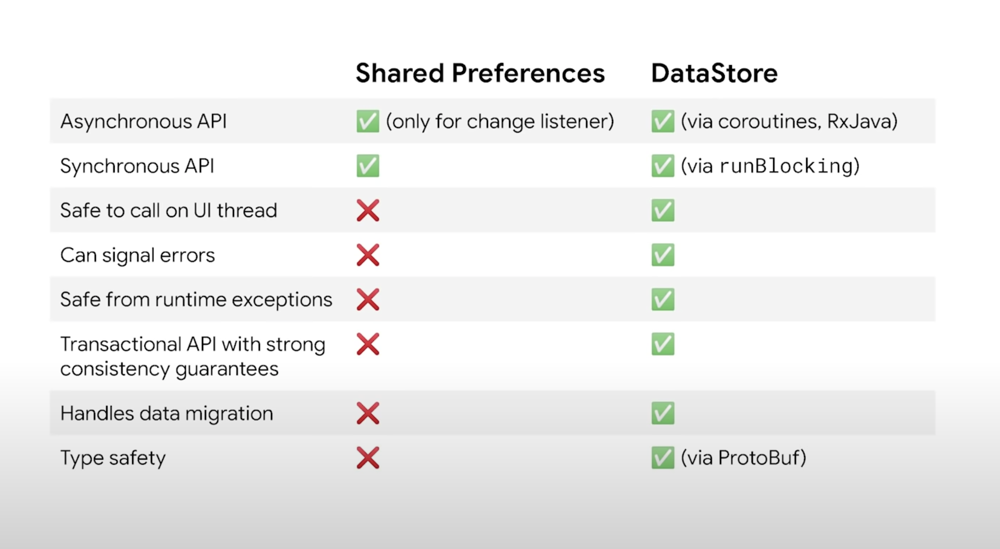 Shared Preferences DataStore
Asynchronous API ✅ (only for change listener) ✅ (via coroutines, RxJava)
Synchronous API ✅ ✅ (via runBlocking)
Safe to call on UI thread ❌ ✅
Can signal errors ❌ ✅
Safe from runtime exceptions ❌ ✅
Transactional API with strong ❌ ✅
consistency guarantees
Handles data migration ❌ ✅
Type safety ❌ ✅ (via ProtoBuf)